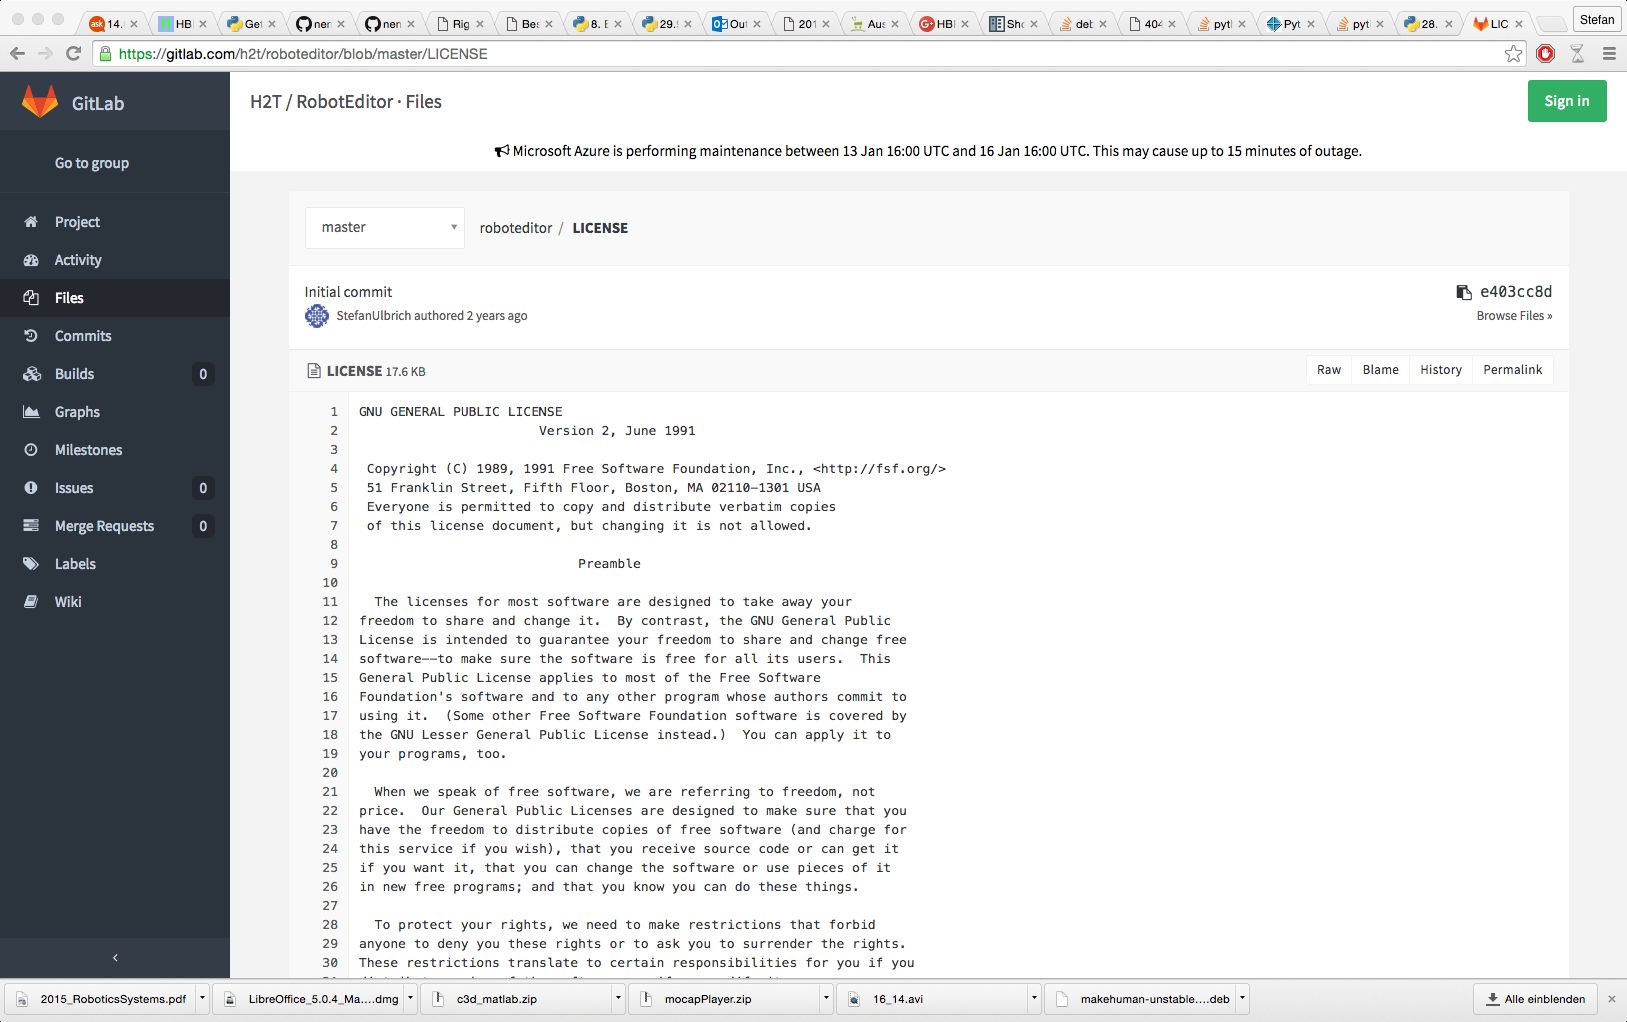 14.
HB
Get
ner
ner
Rig
Bes
8. E
29.
Out
201
Aus
HBI
Sho
deb
404
pytl
Pyt
pytl
28.
LIC
Stefan
https://gitlab.com/h2t/roboteditor/blob/master/LICENSE
GitLab
H2T / RobotEditor · Files
Sign in
Microsoft Azure is performing maintenance between 13 Jan 16:00 UTC and 16 Jan 16:00 UTC. This may cause up to 15 minutes of outage.
Go to group
Project
Activity
Files
Commits
Builds 0
Graphs
Milestones
Issues 0
Merge Requests 0
Labels
Wiki
master
roboteditor / LICENSE
Initial commit
e403cc8d
StefanUlbrich authored 2 years ago
Browse Files »
LICENSE 17.6 KB
Raw Blame History Permalink
1 GNU GENERAL PUBLIC LICENSE
2 Version 2, June 1991
3
4 Copyright (C) 1989, 1991 Free Software Foundation, Inc., <http://fsf.org/>
5 51 Franklin Street, Fifth Floor, Boston, MA 02110-1301 USA
6 Everyone is permitted to copy and distribute verbatim copies
7 of this license document, but changing it is not allowed.
8
9 Preamble
10
11 The licenses for most software are designed to take away your
12 freedom to share and change it. By contrast, the GNU General Public
13 License is intended to guarantee your freedom to share and change free
14 software--to make sure the software is free for all its users. This
15 General Public License applies to most of the Free Software
16 Foundation's software and to any other program whose authors commit to
17 using it. (Some other Free Software Foundation software is covered by
18 the GNU Lesser General Public License instead.) You can apply it to
19 your programs, too.
20
21 When we speak of free software, we are referring to freedom, not
22 price. Our General Public Licenses are designed to make sure that you
23 have the freedom to distribute copies of free software (and charge for
24 this service if you wish), that you receive source code or can get it
25 if you want it, that you can change the software or use pieces of it
26 in new free programs; and that you know you can do these things.
27
28 To protect your rights, we need to make restrictions that forbid
29 anyone to deny you these rights or to ask you to surrender the rights.
30 These restrictions translate to certain responsibilities for you if you
2015_RoboticsSystems.pdf
LibreOffice_5.0.4_Ma....dmg
c3d_matlab.zip
mocapPlayer.zip
16_14.avi
makehuman-unstable....deb
Alle einblenden